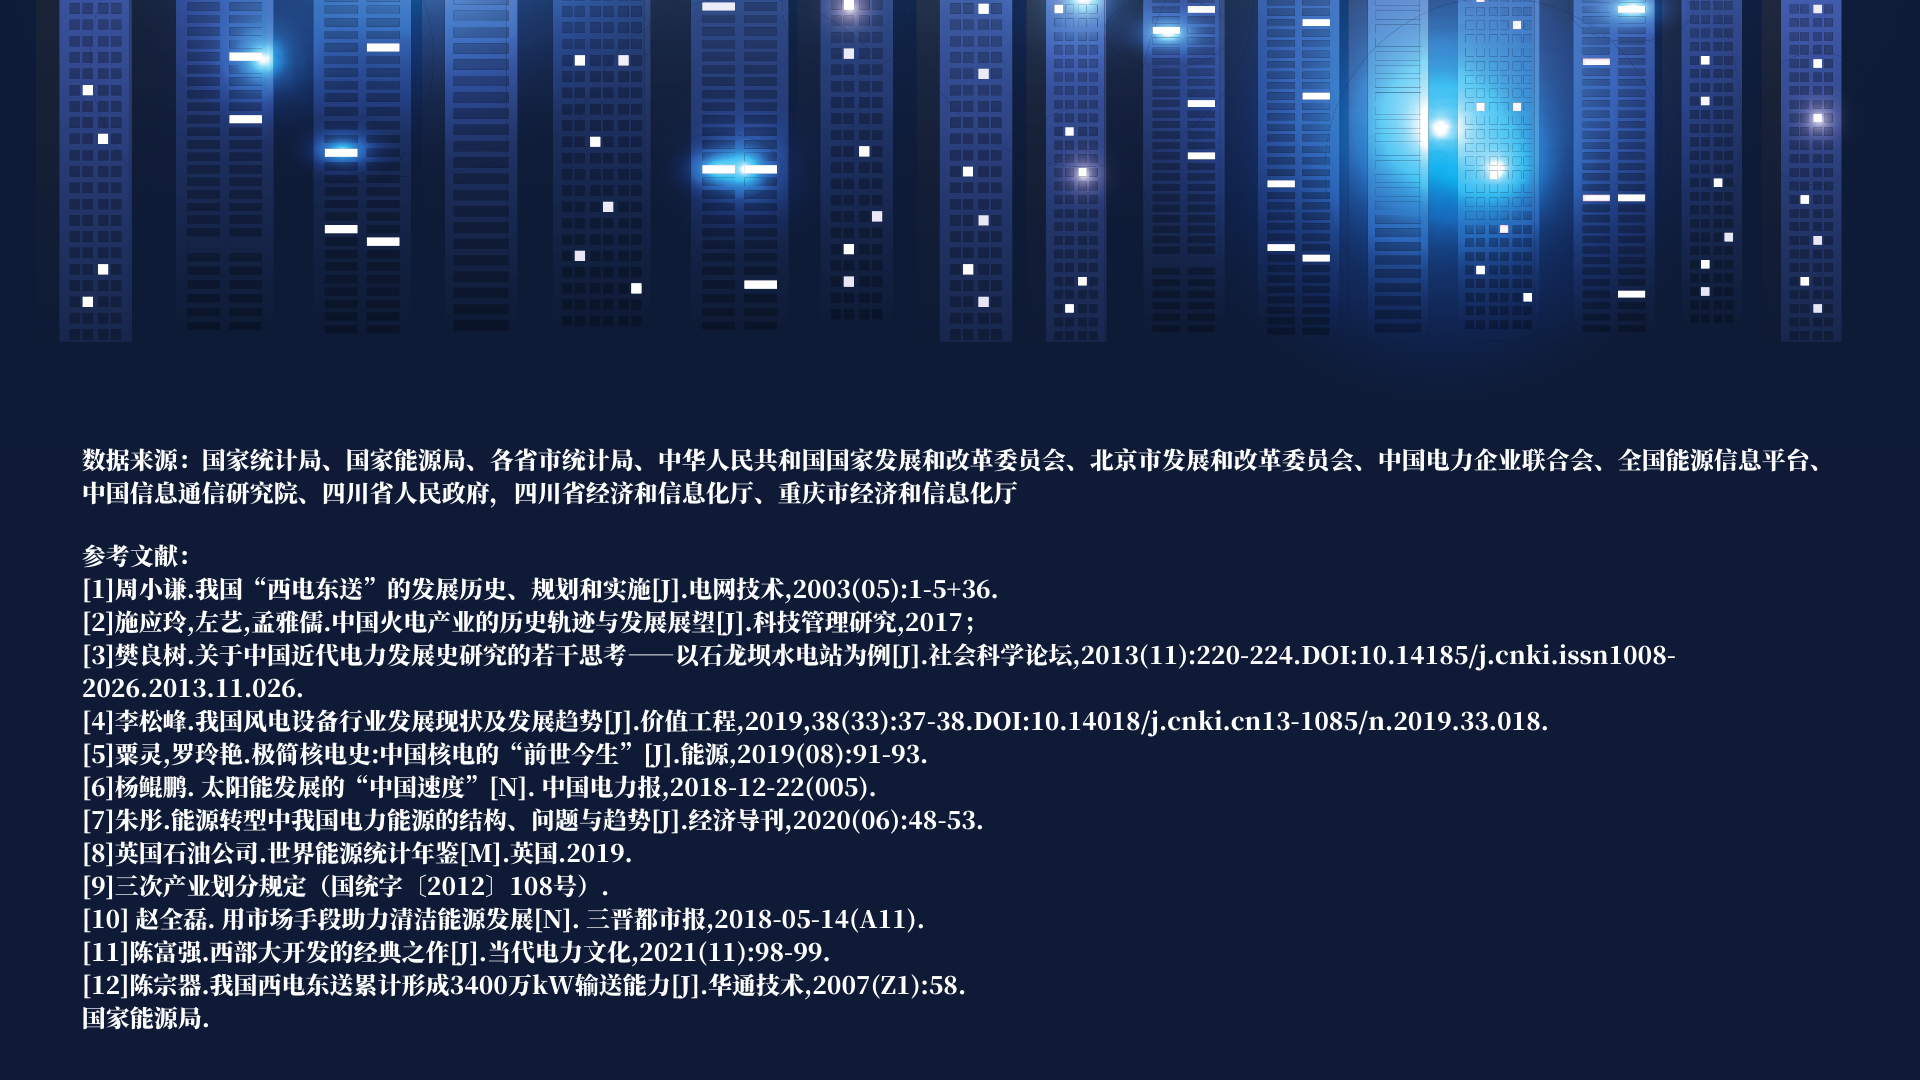 数据来源：国家统计局、国家能源局、各省市统计局、中华人民共和国国家发展和改革委员会、北京市发展和改革委员会、中国电力企业联合会、全国能源信息平台、
中国信息通信研究院、四川省人民政府，四川省经济和信息化厅、重庆市经济和信息化厅
参考文献：
[1]周小谦.我国“西电东送”的发展历史、规划和实施[J].电网技术,2003(05):1-5+36.
[2]施应玲,左艺,孟雅儒.中国火电产业的历史轨迹与发展展望[J].科技管理研究,2017；
[3]樊良树.关于中国近代电力发展史研究的若干思考——以石龙坝水电站为例[J].社会科学论坛,2013(11):220-224.DOI:10.14185/j.cnki.issn1008-
2026.2013.11.026.
[4]李松峰.我国风电设备行业发展现状及发展趋势[J].价值工程,2019,38(33):37-38.DOI:10.14018/j.cnki.cn13-1085/n.2019.33.018.
[5]粟灵,罗玲艳.极简核电史:中国核电的“前世今生”[J].能源,2019(08):91-93.
[6]杨鲲鹏. 太阳能发展的“中国速度”[N]. 中国电力报,2018-12-22(005).
[7]朱彤.能源转型中我国电力能源的结构、问题与趋势[J].经济导刊,2020(06):48-53.
[8]英国石油公司.世界能源统计年鉴[M].英国.2019.
[9]三次产业划分规定（国统字〔2012〕108号）.
[10] 赵全磊. 用市场手段助力清洁能源发展[N]. 三晋都市报,2018-05-14(A11).
[11]陈富强.西部大开发的经典之作[J].当代电力文化,2021(11):98-99.
[12]陈宗器.我国西电东送累计形成3400万kW输送能力[J].华通技术,2007(Z1):58.
国家能源局.